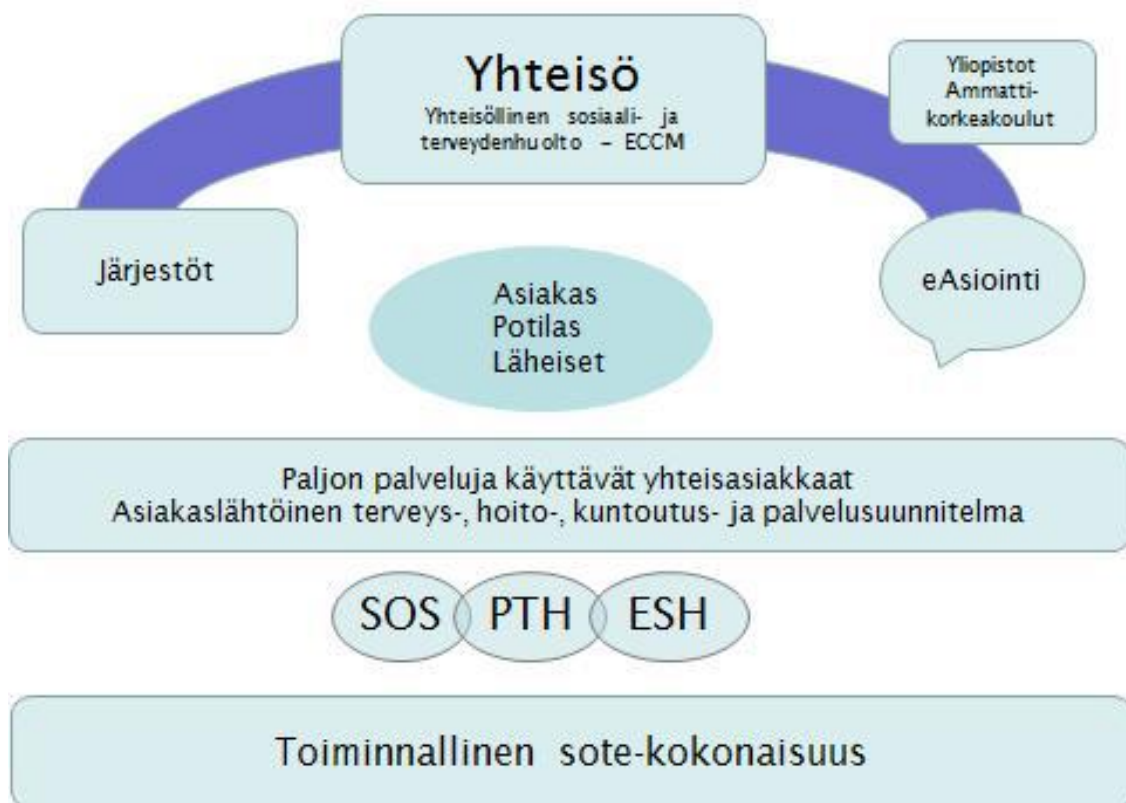 Yhteisö
Yhteisöllinen sosiaali- ja
terveydenhuolto – ECCM
Yliopistot
Ammatti-
korkeakoulut
Järjestöt
eAsiointi
Asiakas
Potilas
Läheiset
Paljon palveluja käyttävät yhteisasiakkaat
Asiakaslähtöinen terveys-, hoito-, kuntoutus- ja palvelusuunnitelma
SOS PTH ESH
Toiminnallinen sote-kokonaisuus